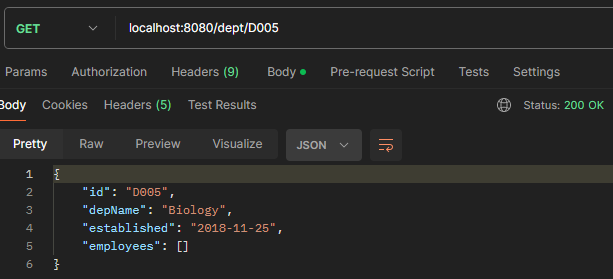 GET localhost:8080/dept/D005
Params Authorization Headers (9) Body Pre-request Script Tests Settings
Body Cookies Headers (5) Test Results Status: 200 OK
Pretty Raw Preview Visualize JSON
1 {
2 "id": "D005",
3 "depName": "Biology",
4 "established": "2018-11-25",
5 "employees": []
6 }